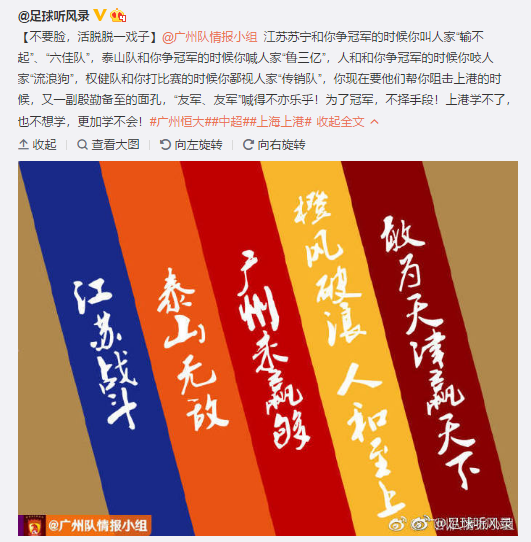 @足球听风录
【不要脸，活脱脱一戏子】@广州队情报小组 江苏苏宁和你争冠军的时候你叫人家“输不
起”、“六佳队”，泰山队和你争冠军的时候你喊人家“鲁三亿”，人和和你争冠军的时候你吱人
家“流浪狗”，权健队和你打比赛的时候你鄙视人家“传销队”，你现在要他们帮你阻击上港的时
候，又一副殷勤备至的面孔，“友军、友军”喊得不亦乐乎！为了冠军，不择手段！上港学不了，
也不想学，更加学不会！#广州恒大##中超##上海上港# 收起全文
收起 查看大图 向左旋转 向右旋转
江苏战斗
泰山无敌
广州未赢够
橙风破浪 人和至上
敢为天津赢天下
@广州队情报小组
@足球听风录